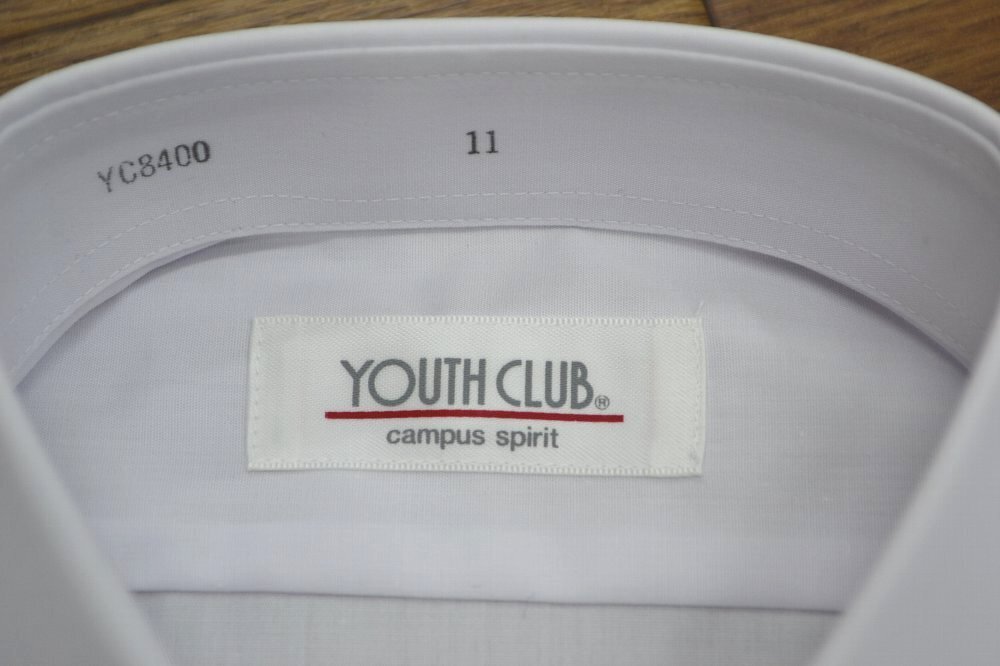 YC8400
11
YOUTH CLUB®
campus spirit